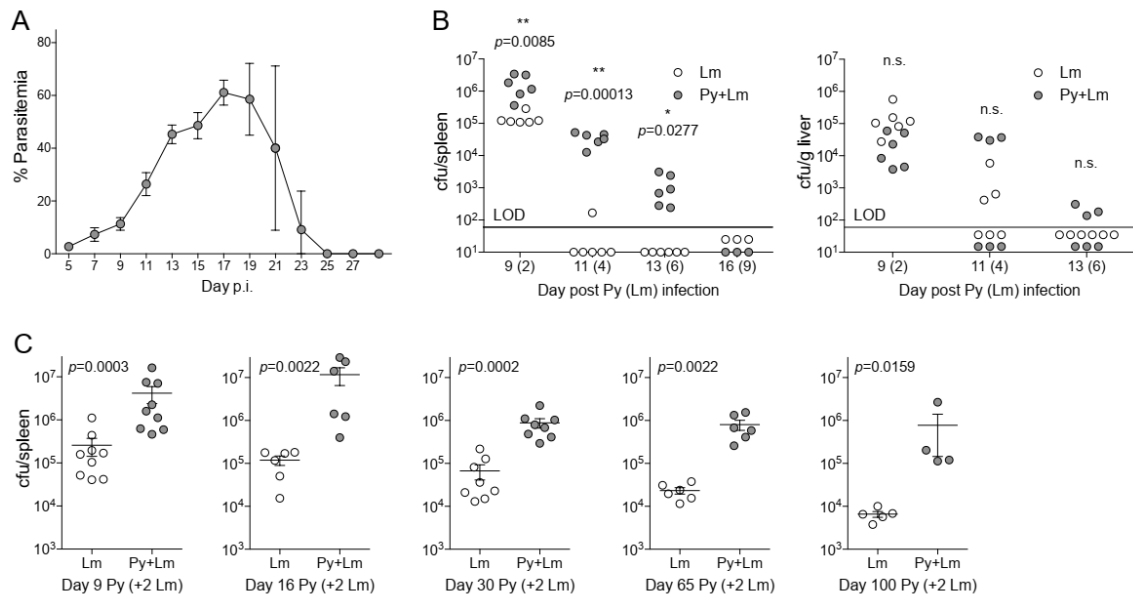 A
% Parasitemia
80
60
40
20
0
5 7 9 11 13 15 17 19 21 23 25 27
Day p.i.
B
**
p=0.0085
**
p=0.00013
*
p=0.0277
Lm
Py+Lm
cfu/spleen
10⁷
10⁶
10⁵
10⁴
10³
10²
10¹
LOD
9 (2) 11 (4) 13 (6) 16 (9)
Day post Py (Lm) infection
n.s.
n.s.
n.s.
Lm
Py+Lm
cfu/g liver
10⁷
10⁶
10⁵
10⁴
10³
10²
10¹
LOD
9 (2) 11 (4) 13 (6)
Day post Py (Lm) infection
C
p=0.0003
cfu/spleen
10⁷
10⁶
10⁵
10⁴
10³
Lm Py+Lm
Day 9 Py (+2 Lm)
p=0.0022
10⁷
10⁶
10⁵
10⁴
10³
Lm Py+Lm
Day 16 Py (+2 Lm)
p=0.0002
10⁷
10⁶
10⁵
10⁴
10³
Lm Py+Lm
Day 30 Py (+2 Lm)
p=0.0022
10⁷
10⁶
10⁵
10⁴
10³
Lm Py+Lm
Day 65 Py (+2 Lm)
p=0.0159
10⁷
10⁶
10⁵
10⁴
10³
Lm Py+Lm
Day 100 Py (+2 Lm)